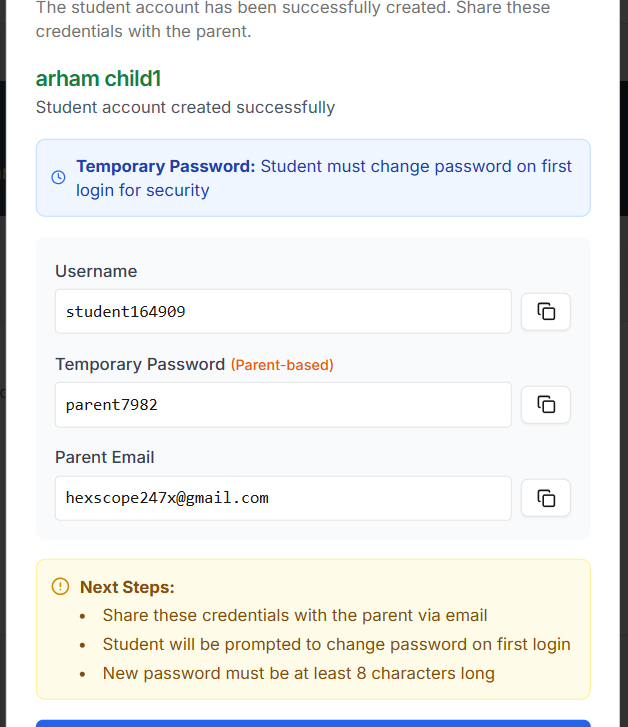 The student account has been successfully created. Share these
credentials with the parent.
arham child1
Student account created successfully
Temporary Password: Student must change password on first
login for security
Username
student164909
Temporary Password (Parent-based)
parent7982
Parent Email
hexscope247x@gmail.com
Next Steps:
• Share these credentials with the parent via email
• Student will be prompted to change password on first login
• New password must be at least 8 characters long